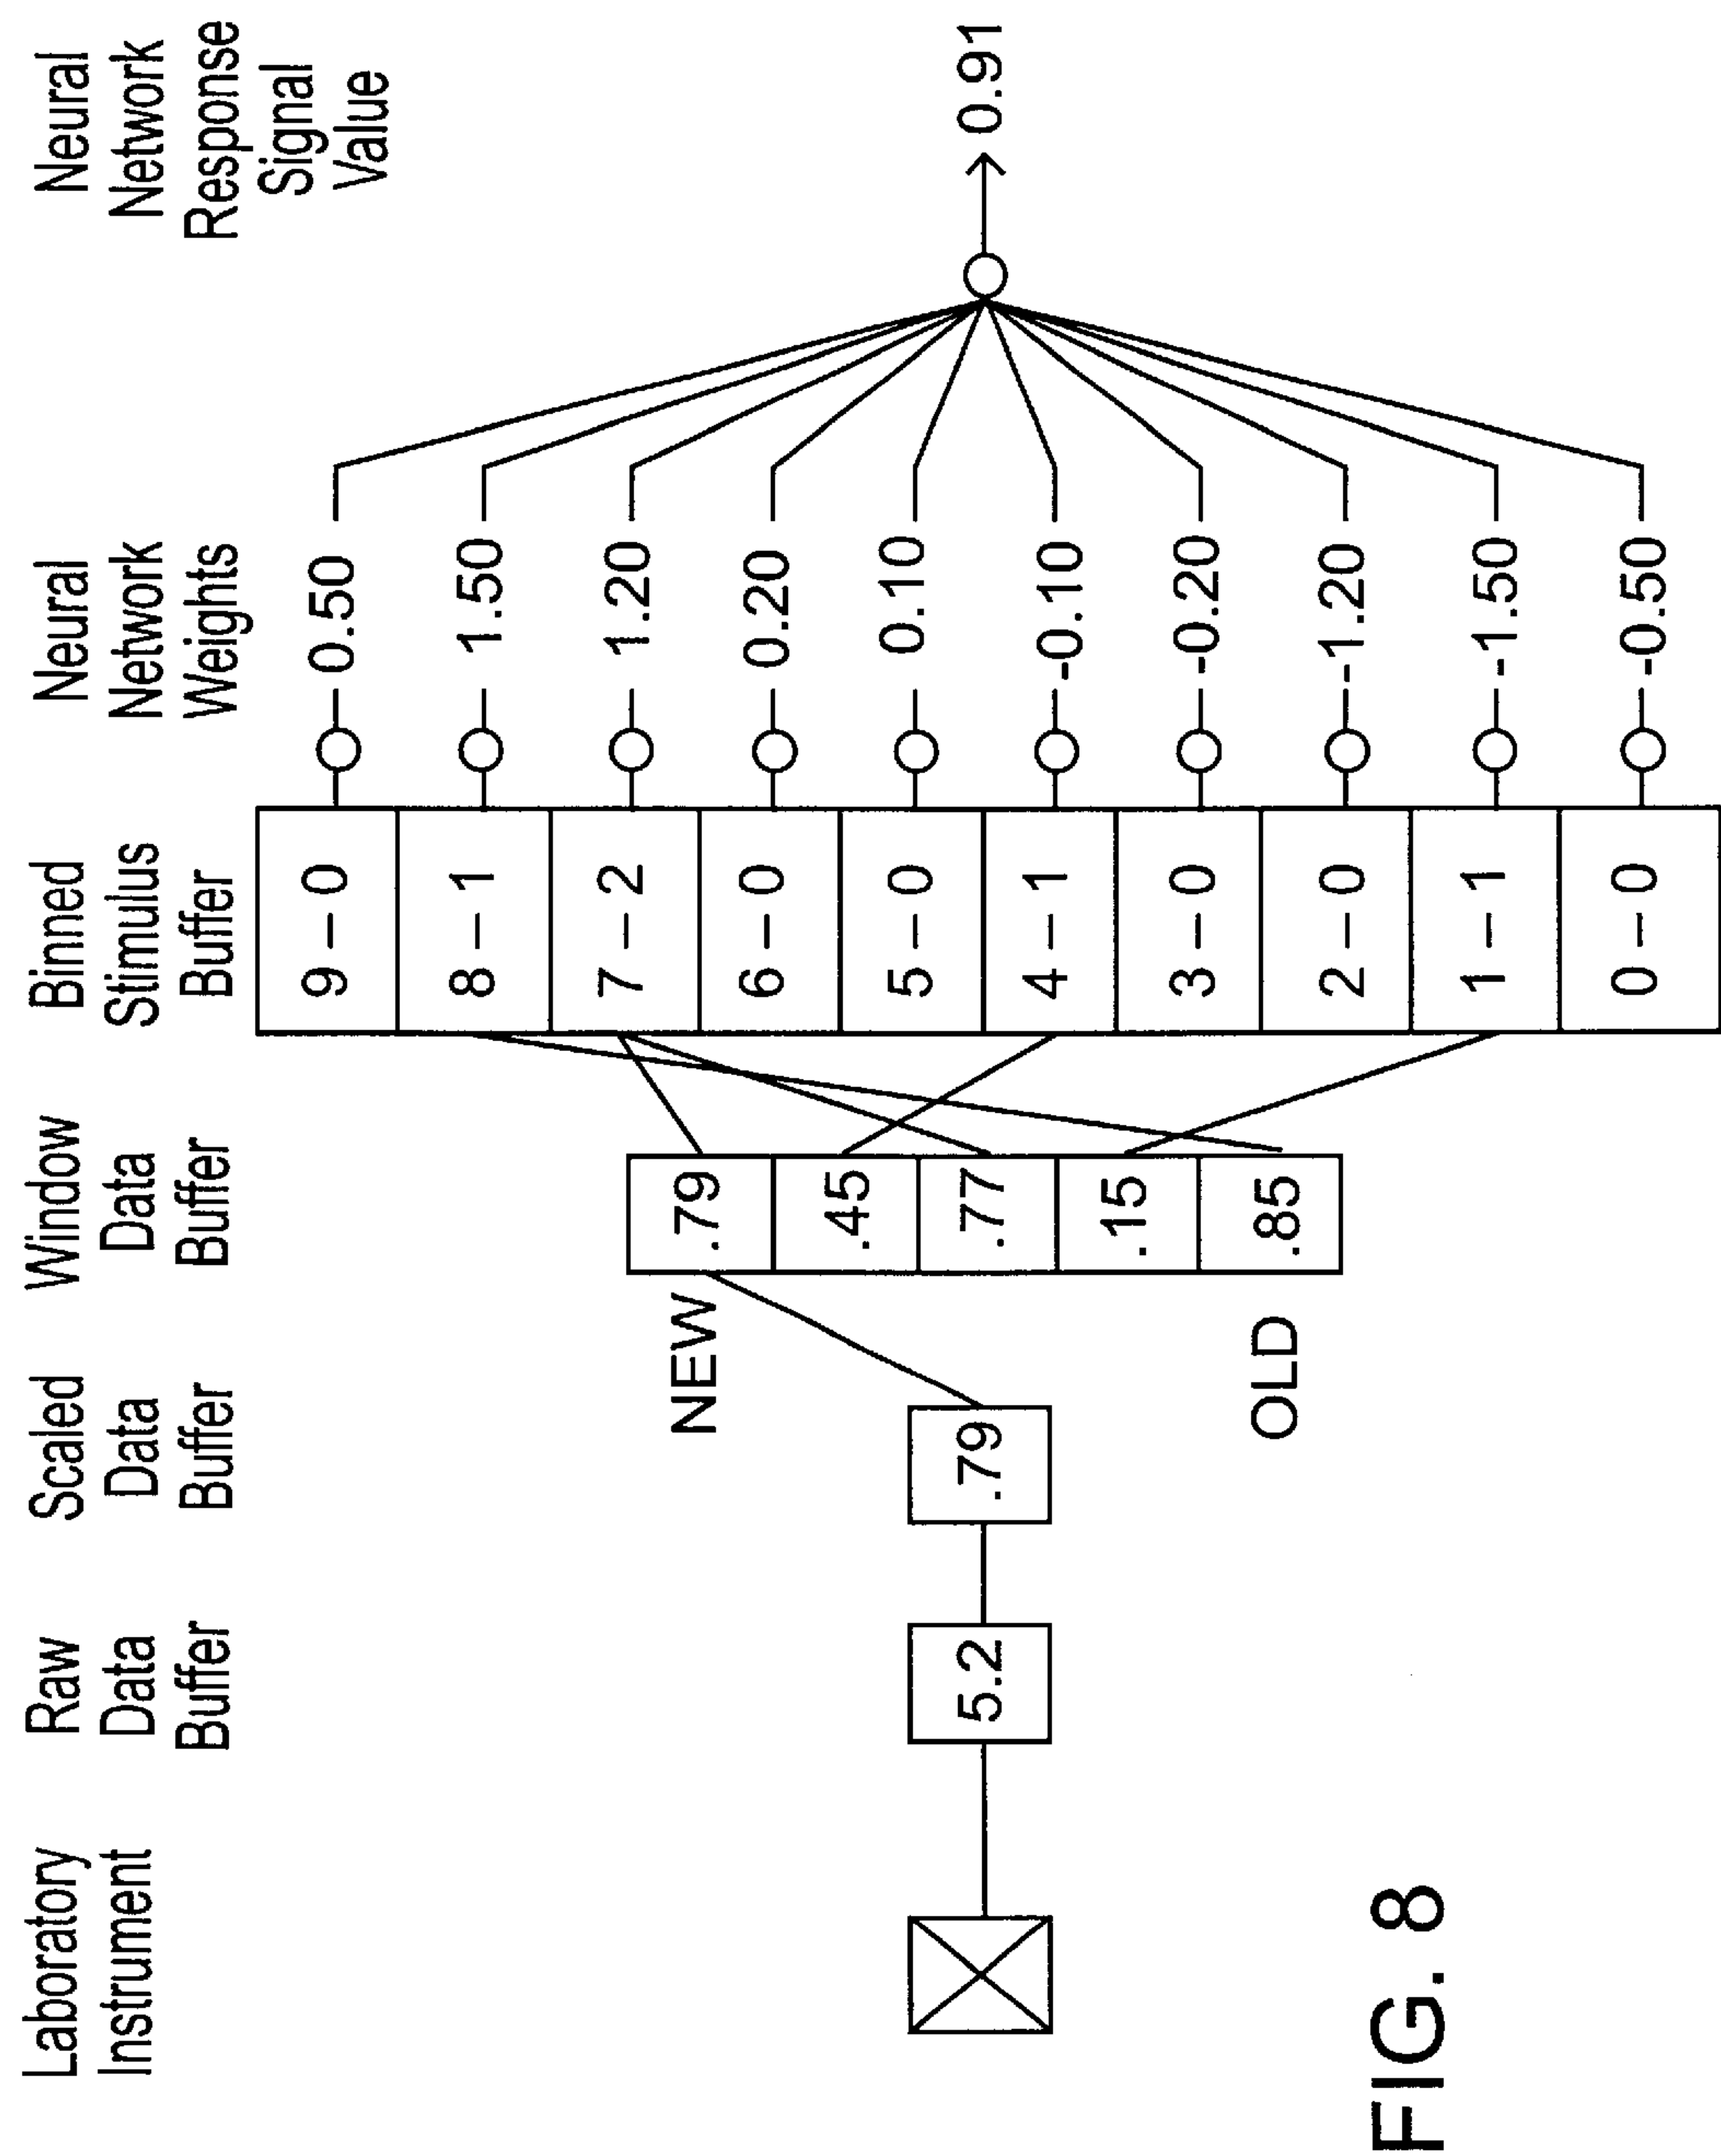 Laboratory
Instrument
Raw
Data
Buffer
Scaled
Data
Buffer
Window
Data
Buffer
Binned
Stimulus
Buffer
Neural
Network
Weights
Neural
Network
Response
Signal
Value
5.2
.79
NEW
OLD
.79
.45
.77
.15
.85
9 – 0
8 – 1
7 – 2
6 – 0
5 – 0
4 – 1
3 – 0
2 – 0
1 – 1
0 – 0
0.50
1.50
1.20
0.20
0.10
-0.10
-0.20
-1.20
-1.50
-0.50
0.91
FIG. 8